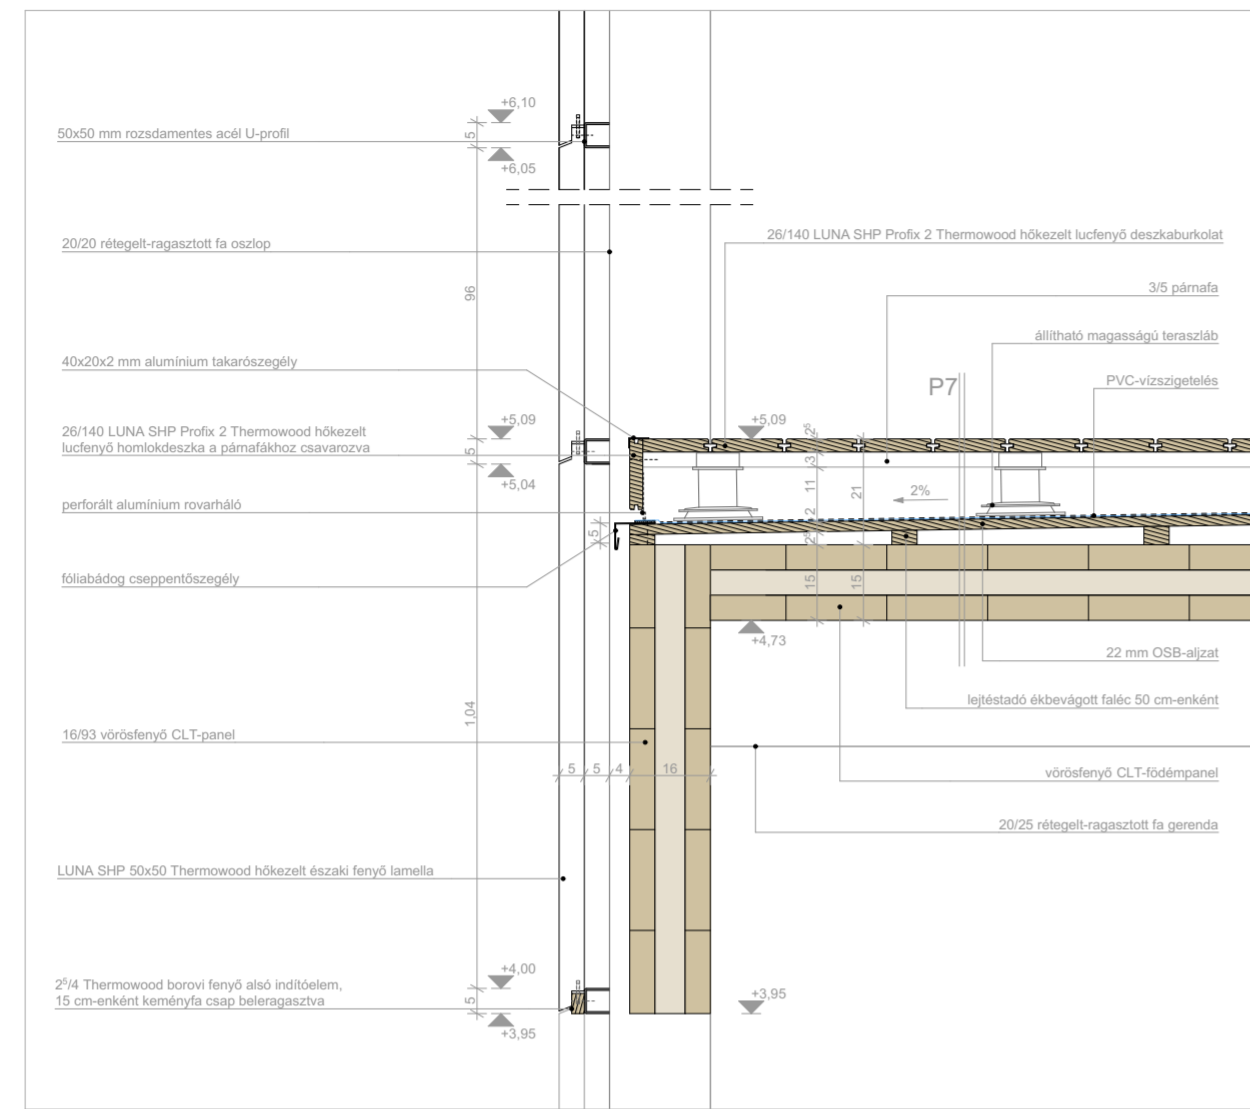 +6,10
50x50 mm rozsdamentes acél U-profil
5
+6,05
20/20 rétegelt-ragasztott fa oszlop
26/140 LUNA SHP Profix 2 Thermowood hőkezelt lucfenyő deszkaburkolat
96
3/5 párnafa
állítható magasságú teraszláb
40x20x2 mm alumínium takarószegély
P7
PVC-vízszigetelés
+5,09
+5,09
26/140 LUNA SHP Profix 2 Thermowood hőkezelt
lucfenyő homlokdeszka a párnafákhoz csavarozva
5
2⁵
3
+5,04
11
21
2%
perforált alumínium rovarháló
2
5
2⁵
fóliabádog cseppentőszegély
15
15
+4,73
22 mm OSB-aljzat
lejtéstadó ékbevágott faléc 50 cm-enként
1,04
16/93 vörösfenyő CLT-panel
5
5
4
16
vörösfenyő CLT-födémpanel
20/25 rétegelt-ragasztott fa gerenda
LUNA SHP 50x50 Thermowood hőkezelt északi fenyő lamella
+4,00
2⁵/4 Thermowood borovi fenyő alsó indítóelem,
15 cm-enként keményfa csap beleragasztva
5
+3,95
+3,95